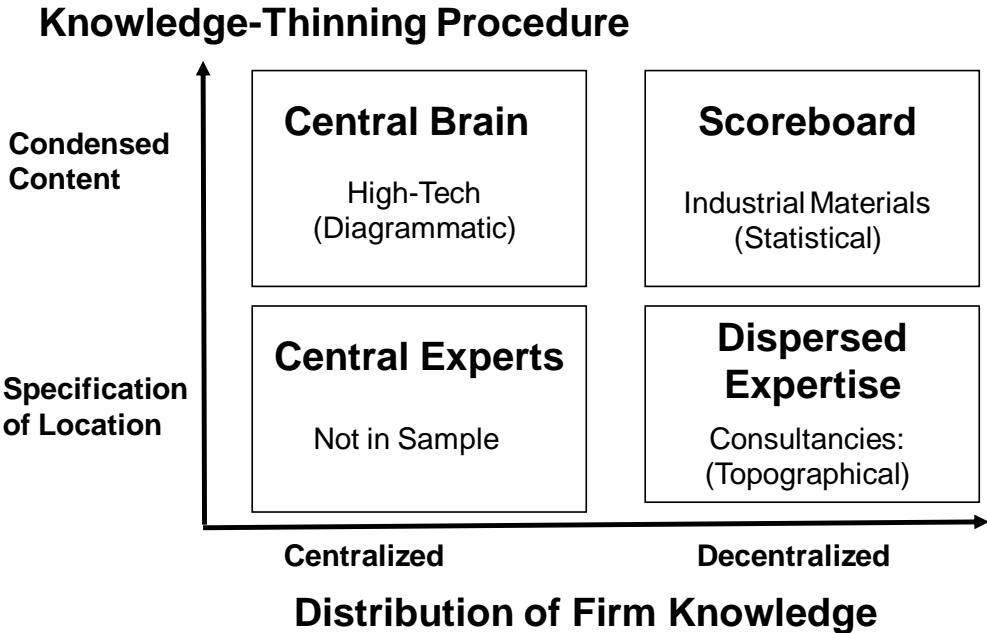 Knowledge-Thinning Procedure
Condensed
Content
Central Brain
High-Tech
(Diagrammatic)
Scoreboard
Industrial Materials
(Statistical)
Specification
of Location
Central Experts
Not in Sample
Dispersed
Expertise
Consultancies:
(Topographical)
Centralized
Decentralized
Distribution of Firm Knowledge